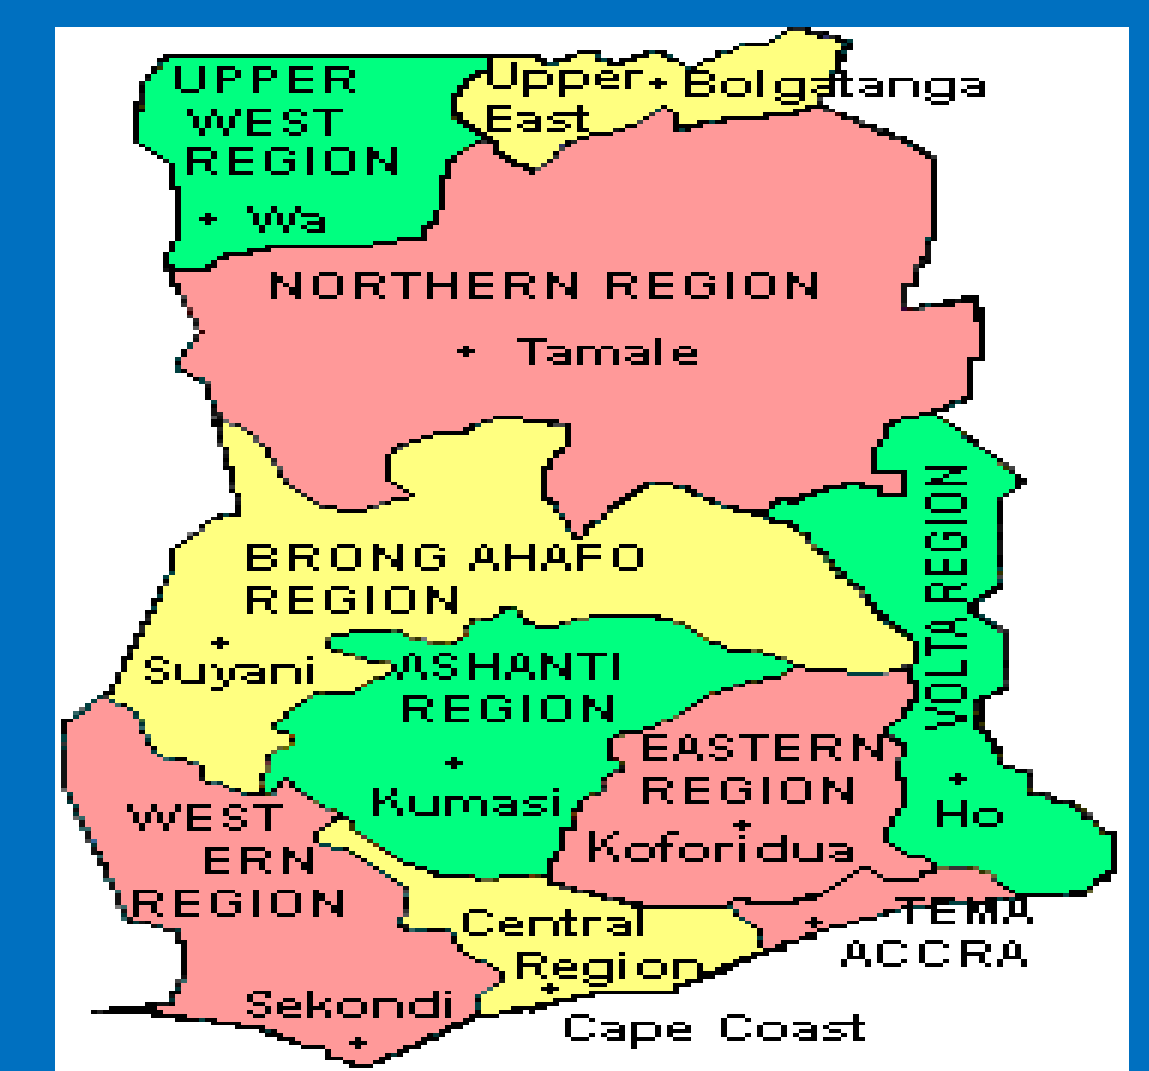 UPPER
WEST
REGION
Wa
Upper
East
Bolgatanga
NORTHERN REGION
Tamale
BRONG AHAFO
REGION
Suyani
ASHANTI
REGION
Kumasi
VOLTA REGION
Ho
EASTERN
REGION
Koforidua
WEST
ERN
REGION
Sekondi
Central
Region
Cape Coast
TEMA
ACCRA